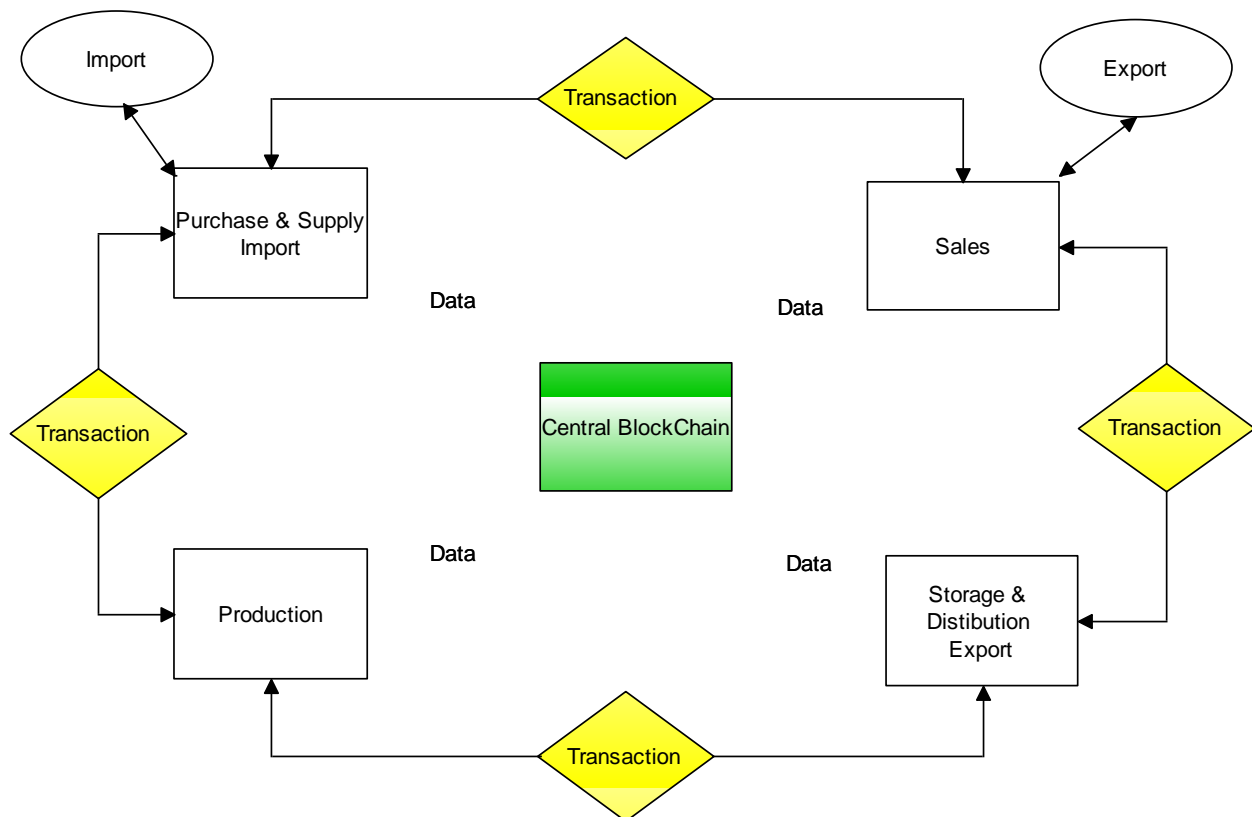 Import
Export
Transaction
Purchase & Supply
Import
Sales
Data
Data
Central BlockChain
Transaction
Transaction
Data
Data
Production
Storage &
Distibution
Export
Transaction